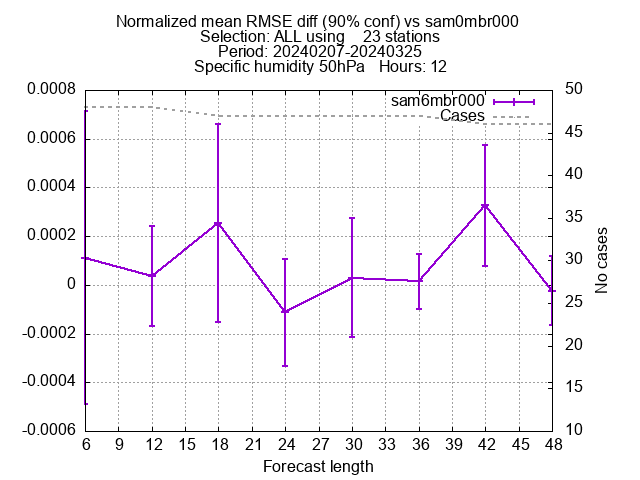 Normalized mean RMSE diff (90% conf) vs sam0mbr000
Selection: ALL using    23 stations
Period: 20240207-20240325
Specific humidity 50hPa   Hours: 12
sam6mbr000
Cases
0.0008
0.0006
0.0004
0.0002
0
-0.0002
-0.0004
-0.0006
50
45
40
35
30
25
20
15
10
No cases
6 9 12 15 18 21 24 27 30 33 36 39 42 45 48
Forecast length